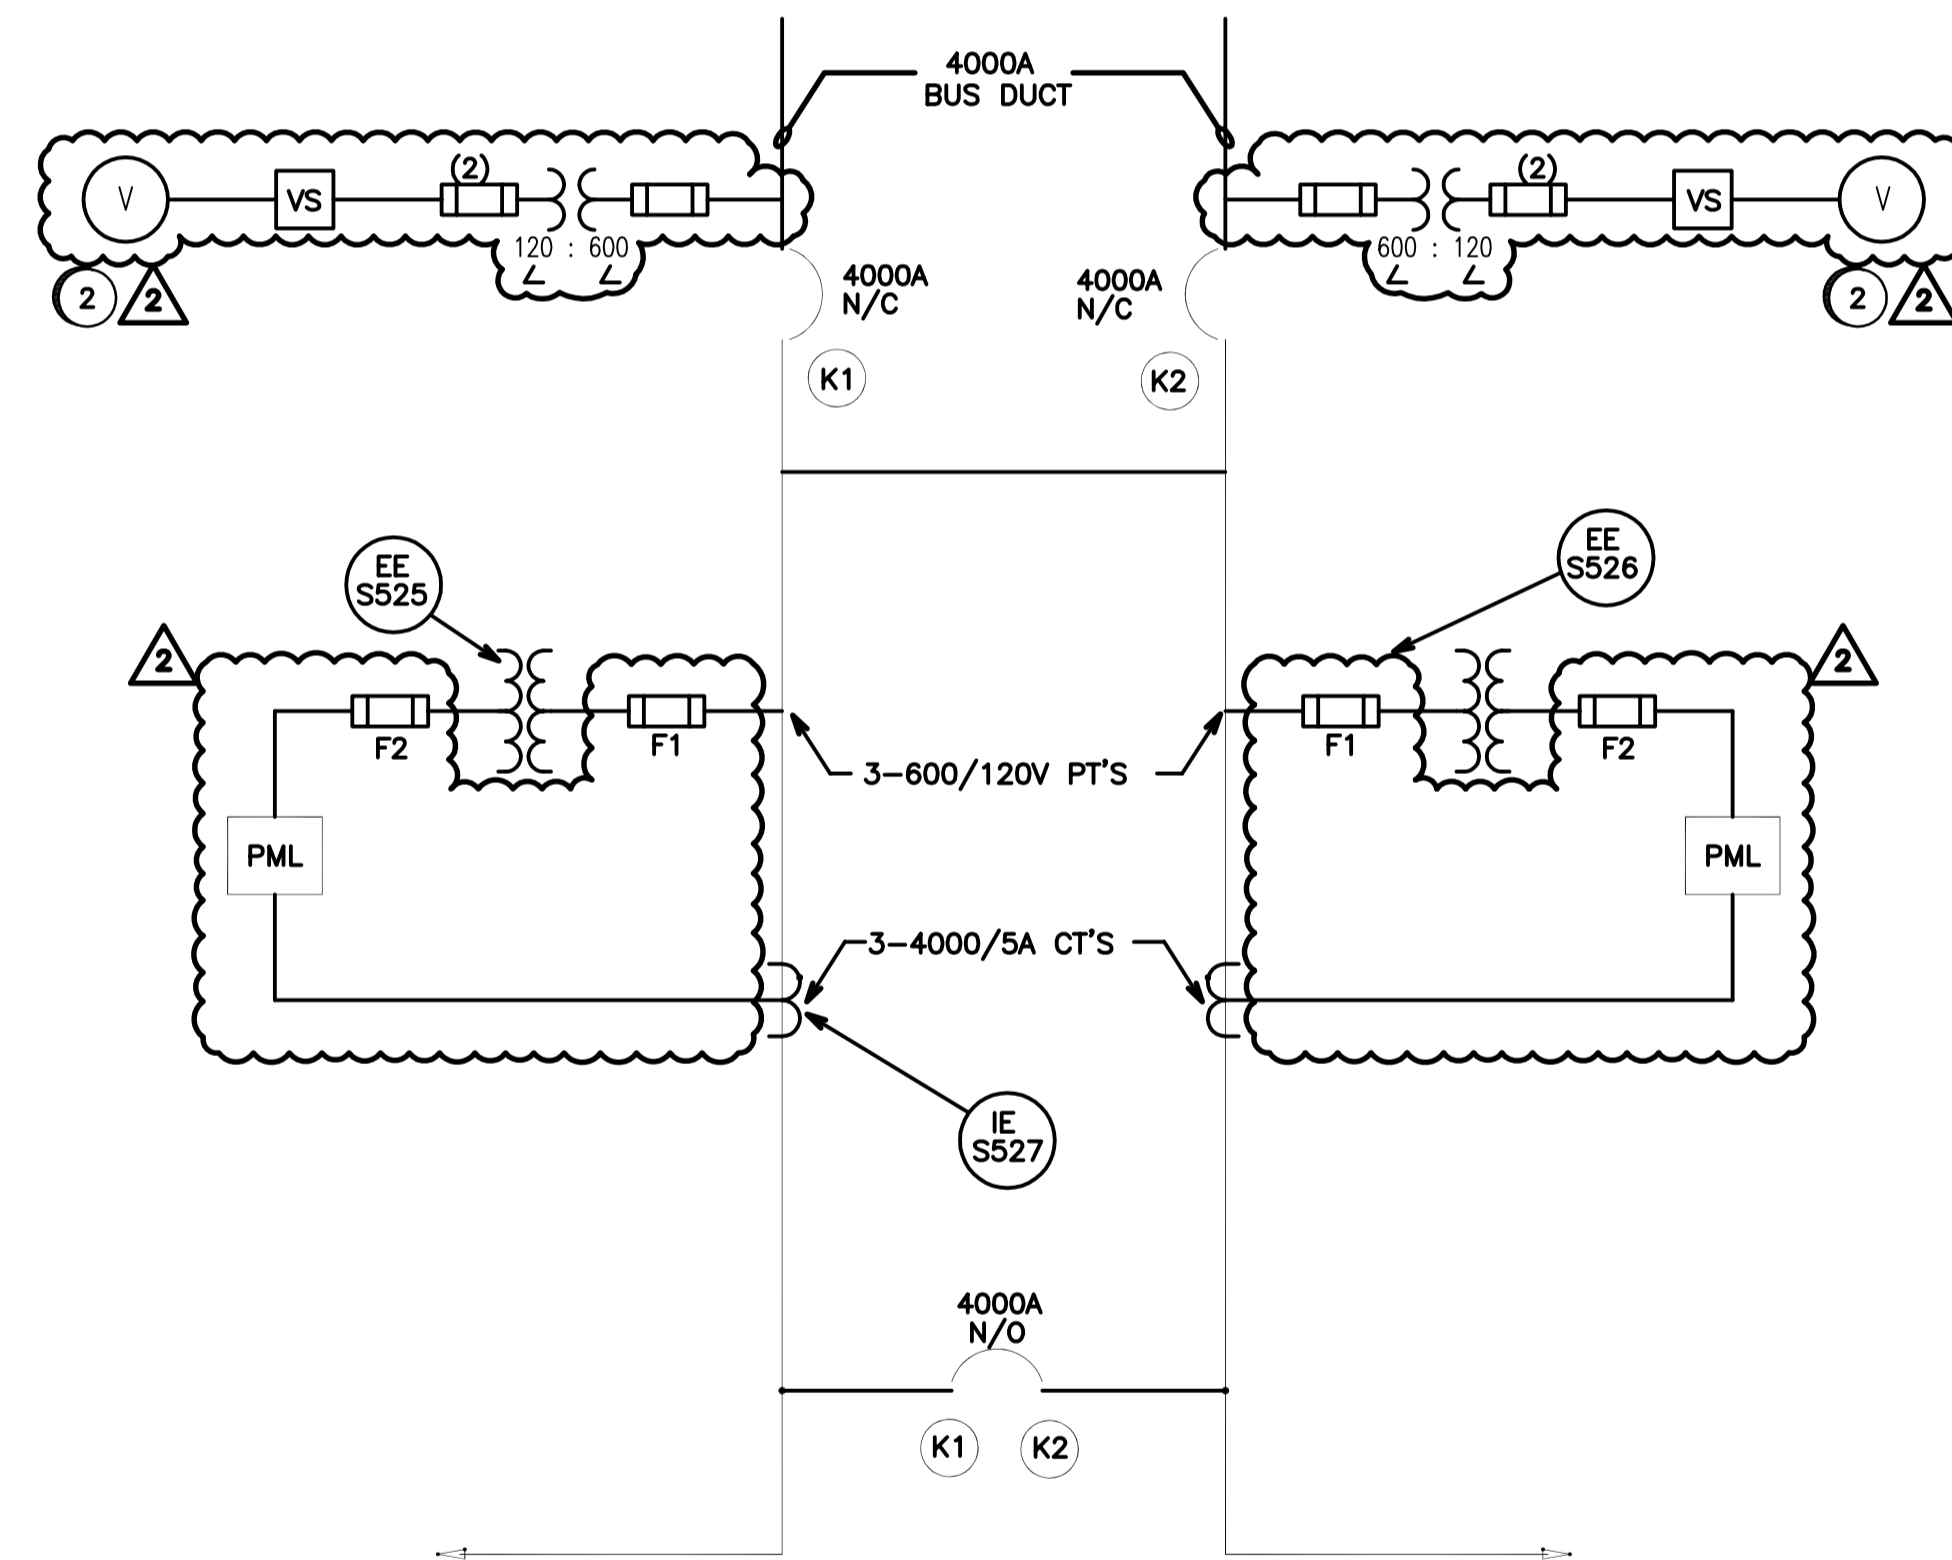 4000A
BUS DUCT
V
VS
(2)
120 : 600
2
2
4000A
N/C
K1
(2)
VS
V
600 : 120
2
2
4000A
N/C
K2
EE
S525
EE
S526
2
F2
F1
3-600/120V PT'S
F1
F2
2
PML
PML
3-4000/5A CT'S
IE
S527
4000A
N/O
K1
K2